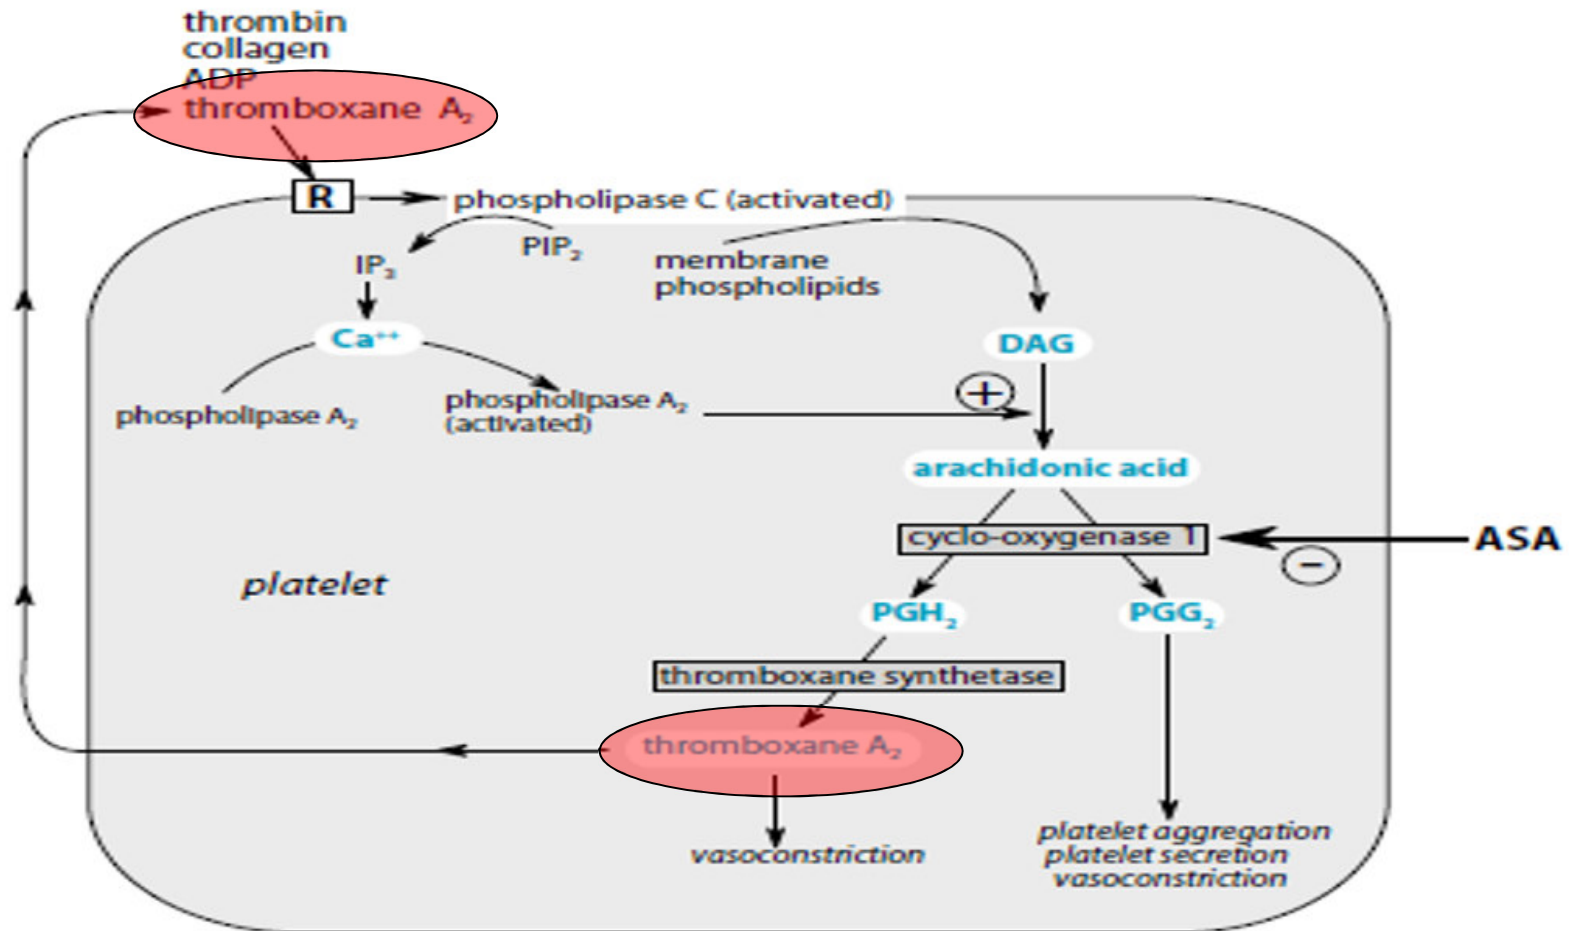 thrombin
collagen
ADP
thromboxane A₂
R
phospholipase C (activated)
PIP₂
IP₃
membrane
phospholipids
Ca⁺⁺
DAG
+
phospholipase A₂
phospholipase A₂
(activated)
arachidonic acid
cyclo-oxygenase 1
ASA
−
platelet
PGH₂
PGG₂
thromboxane synthetase
thromboxane A₂
vasoconstriction
platelet aggregation
platelet secretion
vasoconstriction